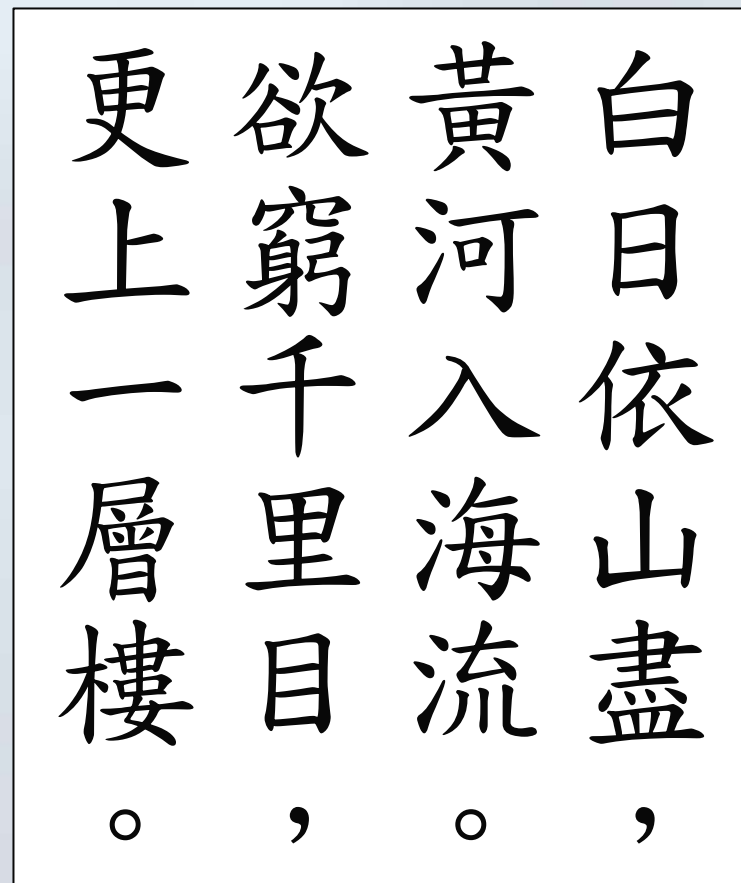 白日依山盡，
黃河入海流。
欲窮千里目，
更上一層樓。